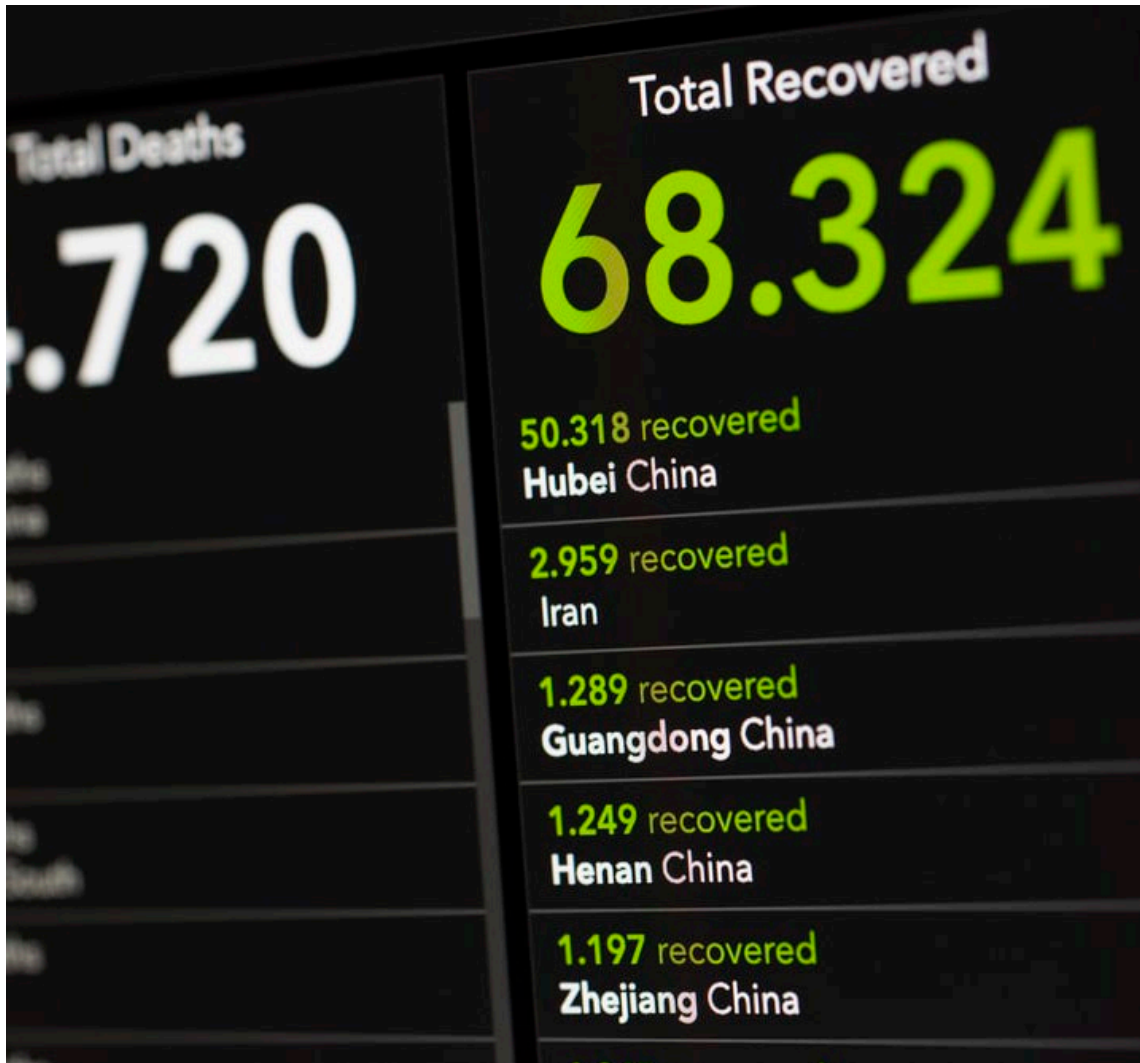 Total Deaths
.720
Total Recovered
68.324
50.318 recovered
Hubei China
2.959 recovered
Iran
1.289 recovered
Guangdong China
1.249 recovered
Henan China
1.197 recovered
Zhejiang China
South